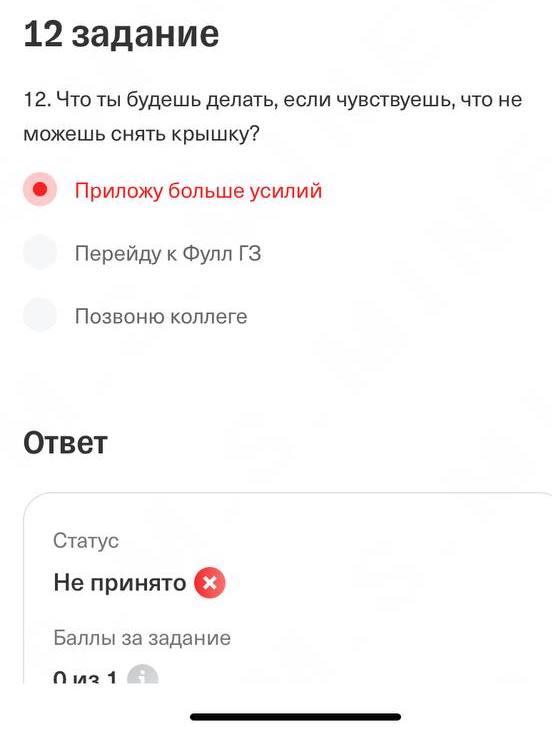 12 задание
12. Что ты будешь делать, если чувствуешь, что не
можешь снять крышку?
Приложу больше усилий
Перейду к Фулл ГЗ
Позвоню коллеге
Ответ
Статус
Не принято
Баллы за задание
0 из 1